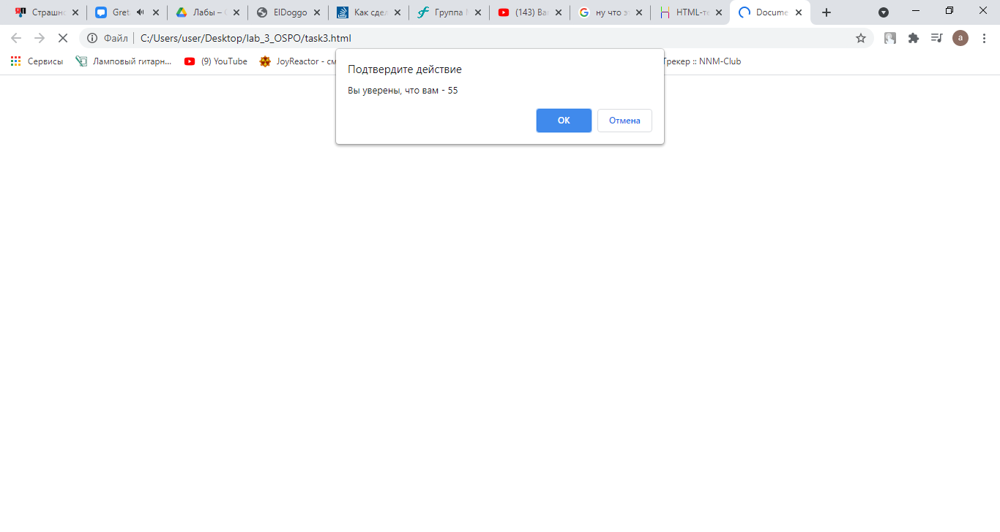 Страшно
Gret
Лабы –
ElDoggo
Как сдел
Группа
(143) Ва
ну что э
HTML-те
Docume
Файл C:/Users/user/Desktop/lab_3_OSPO/task3.html
a
Сервисы
Ламповый гитарн...
(9) YouTube
JoyReactor - см
Трекер :: NNM-Club
Подтвердите действие
Вы уверены, что вам - 55
ОК
Отмена